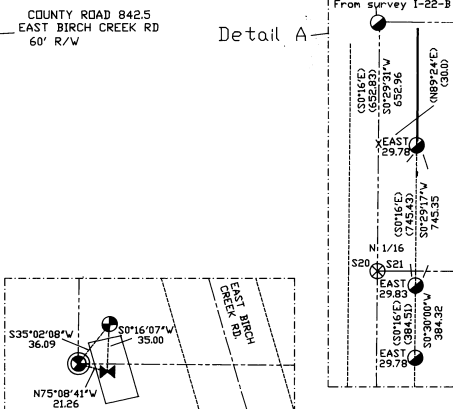 COUNTY ROAD 842.5
EAST BIRCH CREEK RD
60' R/W
Detail A
From survey I-22-B
(S0°16'E)
(652.83)
S0°29'31"W
652.96
(N89°24'E)
(30.0)
EAST
29.78
(S0°16'E)
(745.43)
S0°29'17"W
745.35
N 1/16
S20
S21
EAST
29.83
(S0°16'E)
(384.51)
S0°30'00"W
384.32
EAST
29.78
EAST BIRCH
CREEK RD.
S35°02'08"W
36.09
S0°16'07"W
35.00
N75°08'41"W
21.26